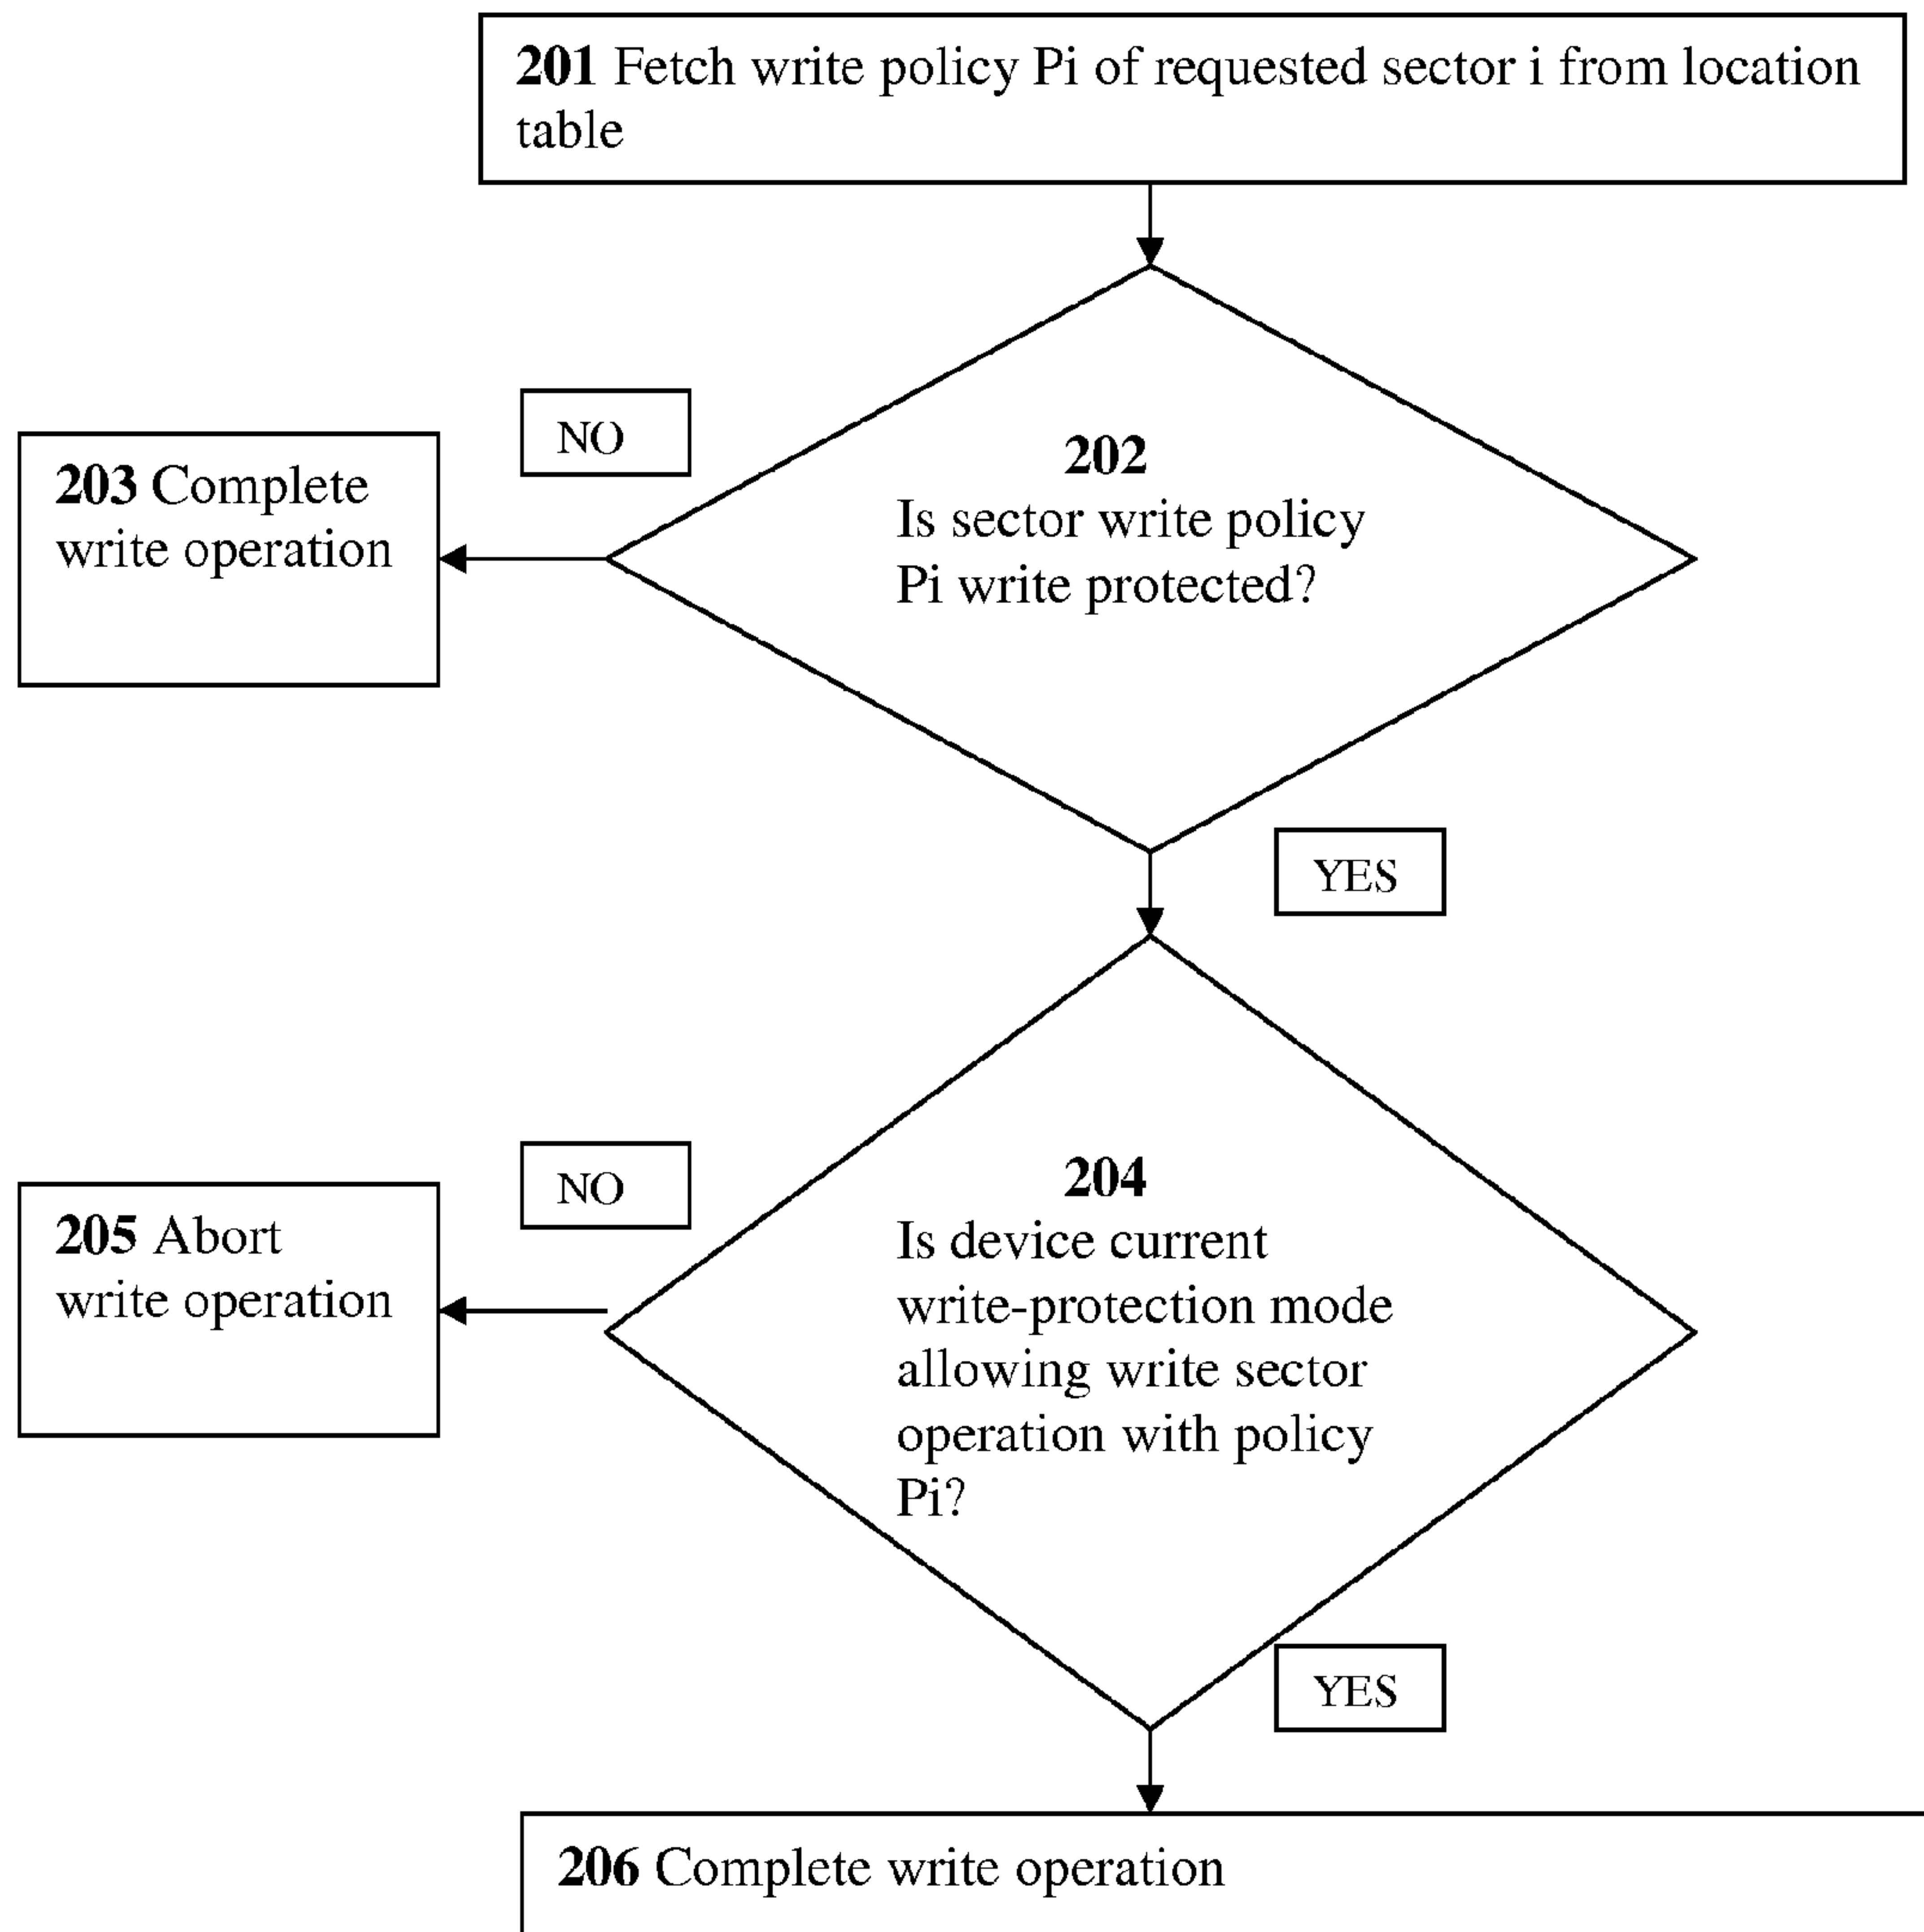 201 Fetch write policy Pi of requested sector i from location
table
NO
203 Complete
write operation
202
Is sector write policy
Pi write protected?
YES
NO
205 Abort
write operation
204
Is device current
write-protection mode
allowing write sector
operation with policy
Pi?
YES
206 Complete write operation